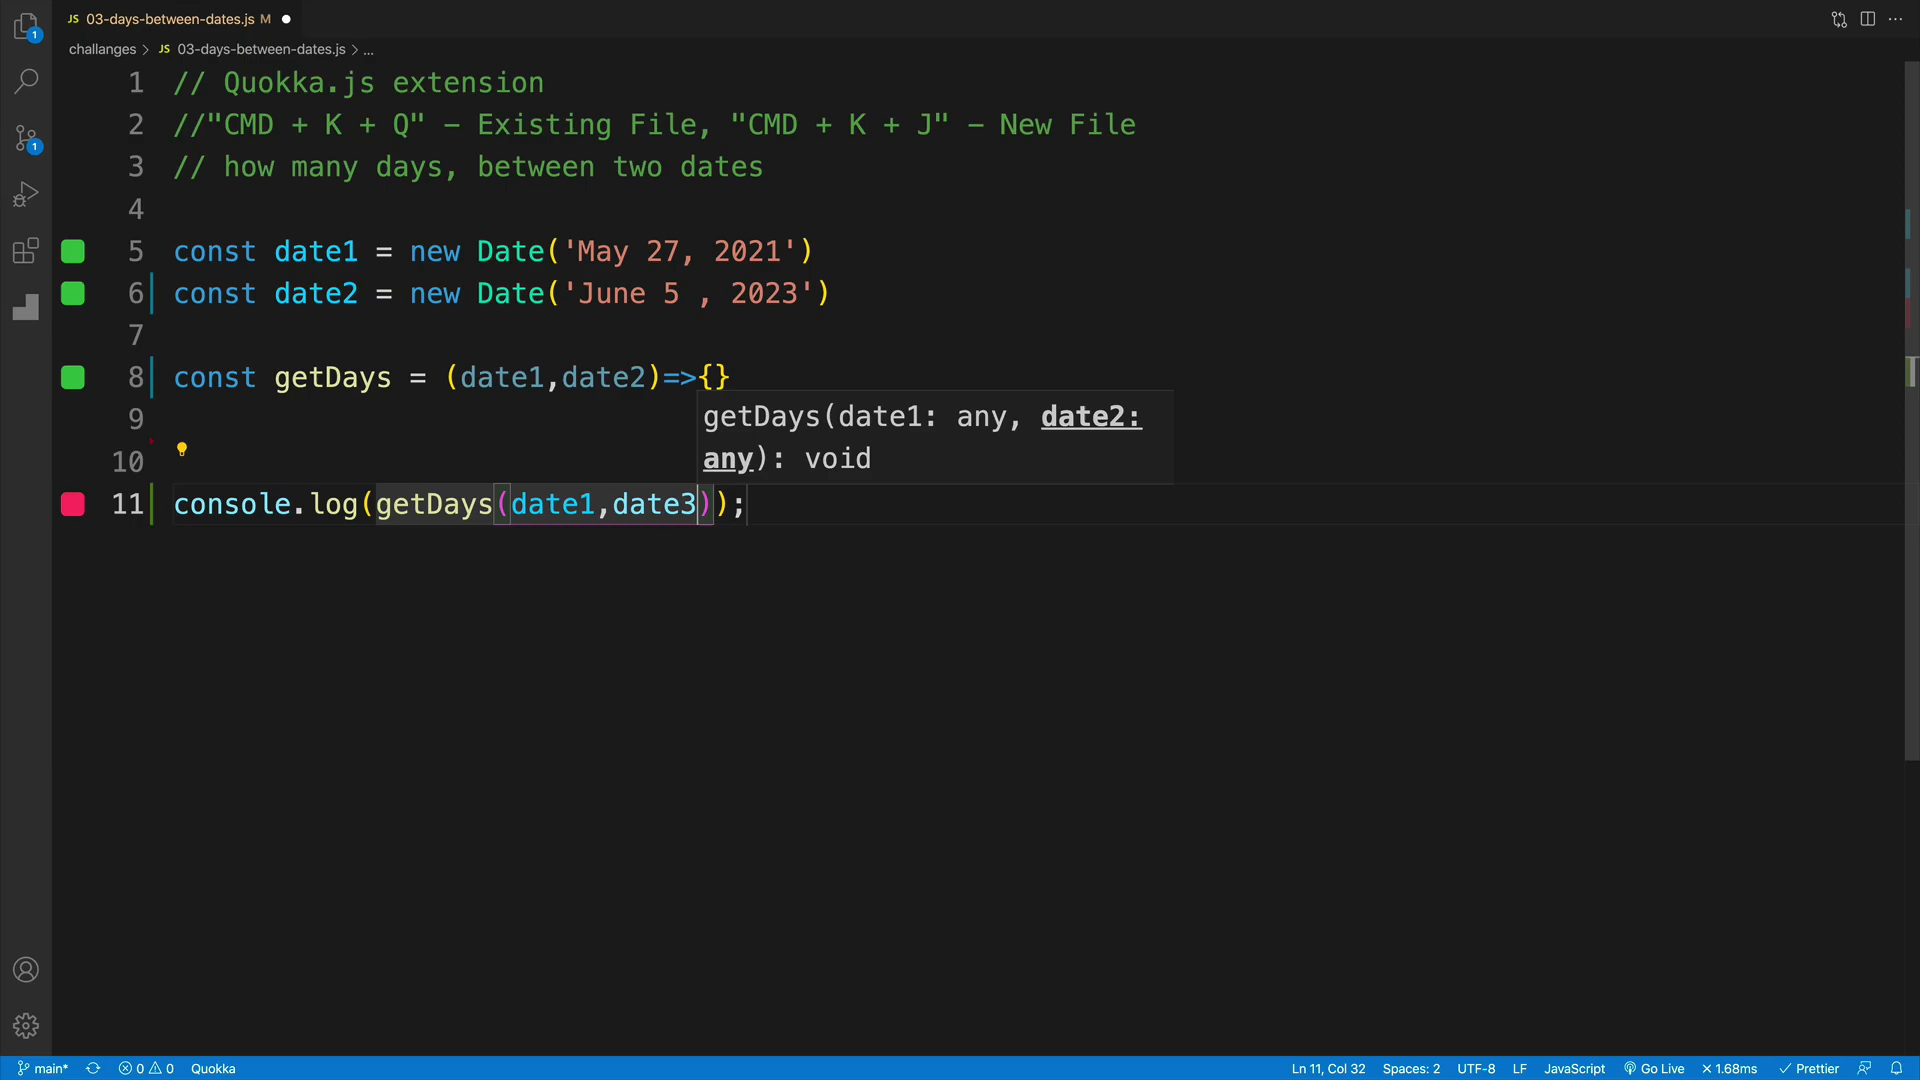 JS 03-days-between-dates.js M
challanges > JS 03-days-between-dates.js > ...
1 // Quokka.js extension
2 //"CMD + K + Q" - Existing File, "CMD + K + J" - New File
3 // how many days, between two dates
4
5 const date1 = new Date('May 27, 2021')
6 const date2 = new Date('June 5 , 2023')
7
8 const getDays = (date1,date2)=>{}
9
getDays(date1: any, date2:
any): void
10
11 console.log(getDays(date1,date3));
1
1
main* 0 0 Quokka Ln 11, Col 32 Spaces: 2 UTF-8 LF JavaScript Go Live × 1.68ms ✓ Prettier